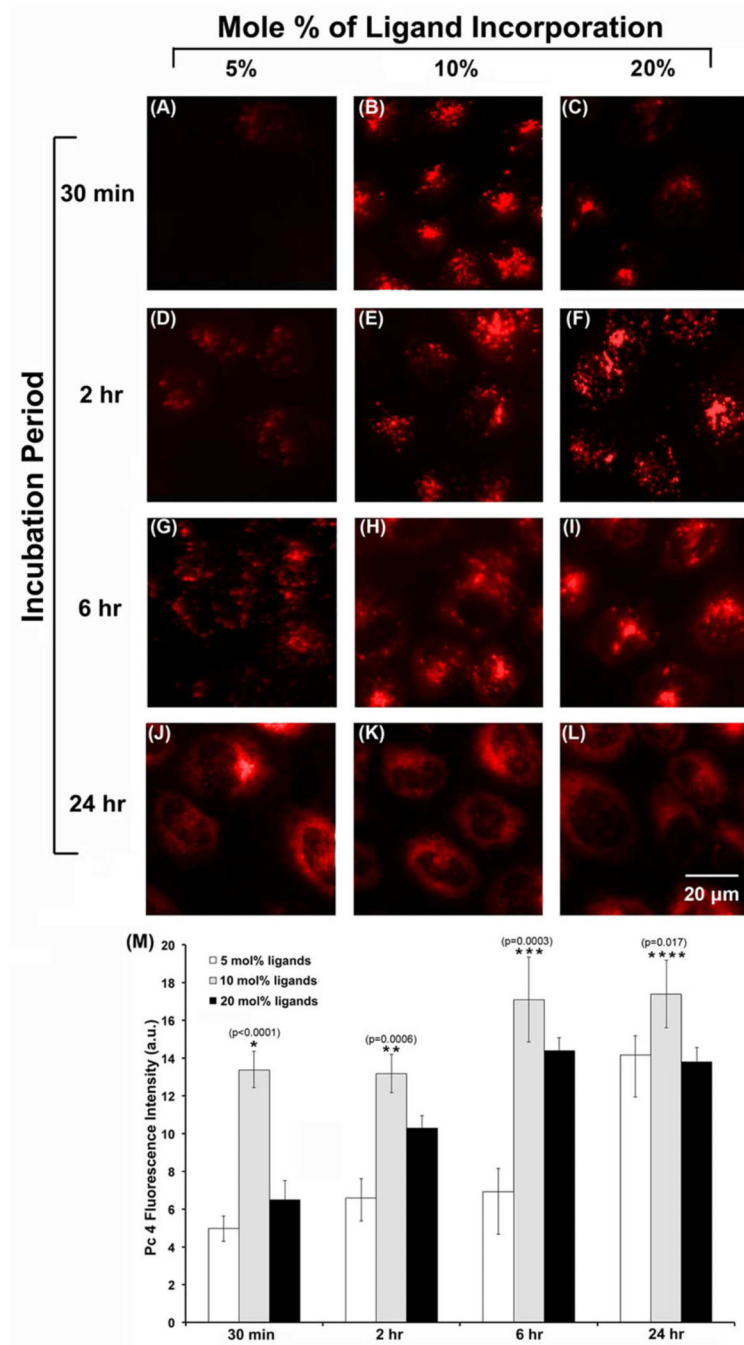 Mole % of Ligand Incorporation
5% 10% 20%
Incubation Period
30 min
(A) (B) (C)
2 hr
(D) (E) (F)
6 hr
(G) (H) (I)
24 hr
(J) (K) (L)
20 µm
(M)
Pc 4 Fluorescence Intensity (a.u.)
20
18
16
14
12
10
8
6
4
2
0
5 mol% ligands
10 mol% ligands
20 mol% ligands
(p<0.0001)
*
(p=0.0006)
**
(p=0.0003)
***
(p=0.017)
****
30 min 2 hr 6 hr 24 hr